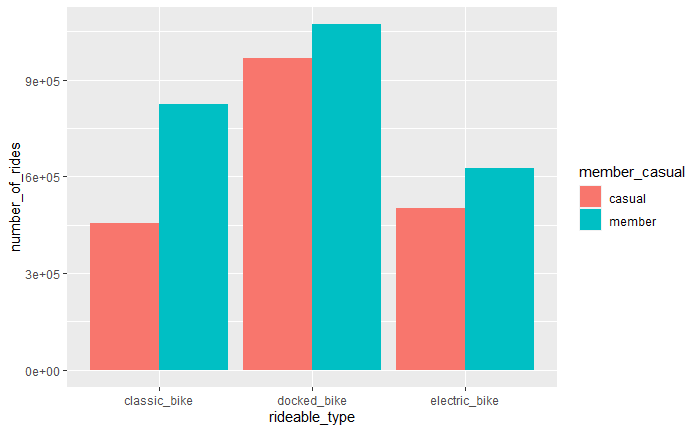 9e+05
6e+05
3e+05
0e+00
number_of_rides
classic_bike
docked_bike
electric_bike
rideable_type
member_casual
casual
member